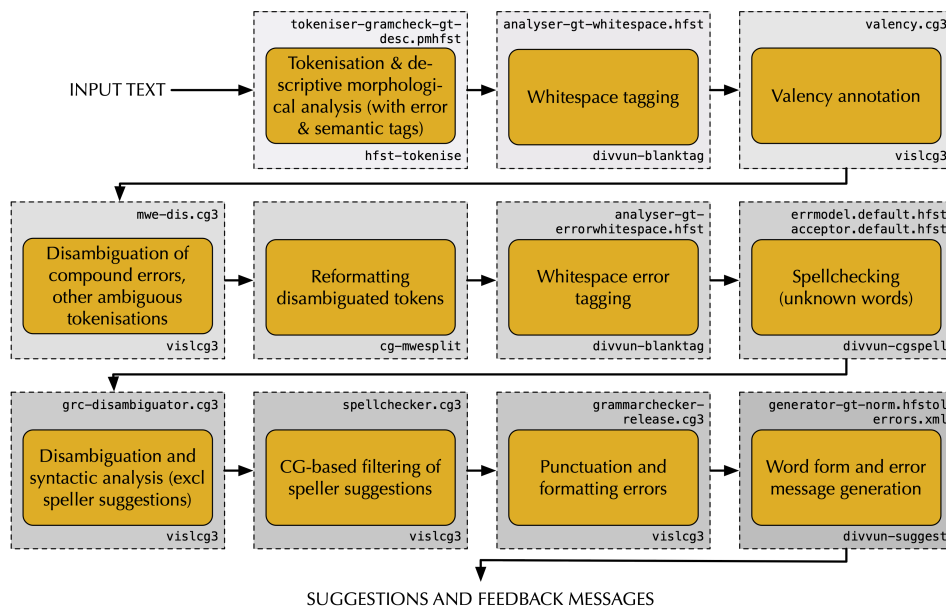 INPUT TEXT
tokeniser-gramcheck-gt-
desc.pmhfst
Tokenisation & de-
scriptive morphologi-
cal analysis (with error
& semantic tags)
hfst-tokenise
analyser-gt-whitespace.hfst
Whitespace tagging
divvun-blanktag
valency.cg3
Valency annotation
vislcg3
mwe-dis.cg3
Disambiguation of
compound errors,
other ambiguous
tokenisations
vislcg3
Reformatting
disambiguated tokens
cg-mwesplit
analyser-gt-
errorwhitespace.hfst
Whitespace error
tagging
divvun-blanktag
errmodel.default.hfst
acceptor.default.hfst
Spellchecking
(unknown words)
divvun-cgspell
grc-disambiguator.cg3
Disambiguation and
syntactic analysis (excl
speller suggestions)
vislcg3
spellchecker.cg3
CG-based filtering of
speller suggestions
vislcg3
grammarchecker-
release.cg3
Punctuation and
formatting errors
vislcg3
generator-gt-norm.hfstol
errors.xml
Word form and error
message generation
divvun-suggest
SUGGESTIONS AND FEEDBACK MESSAGES